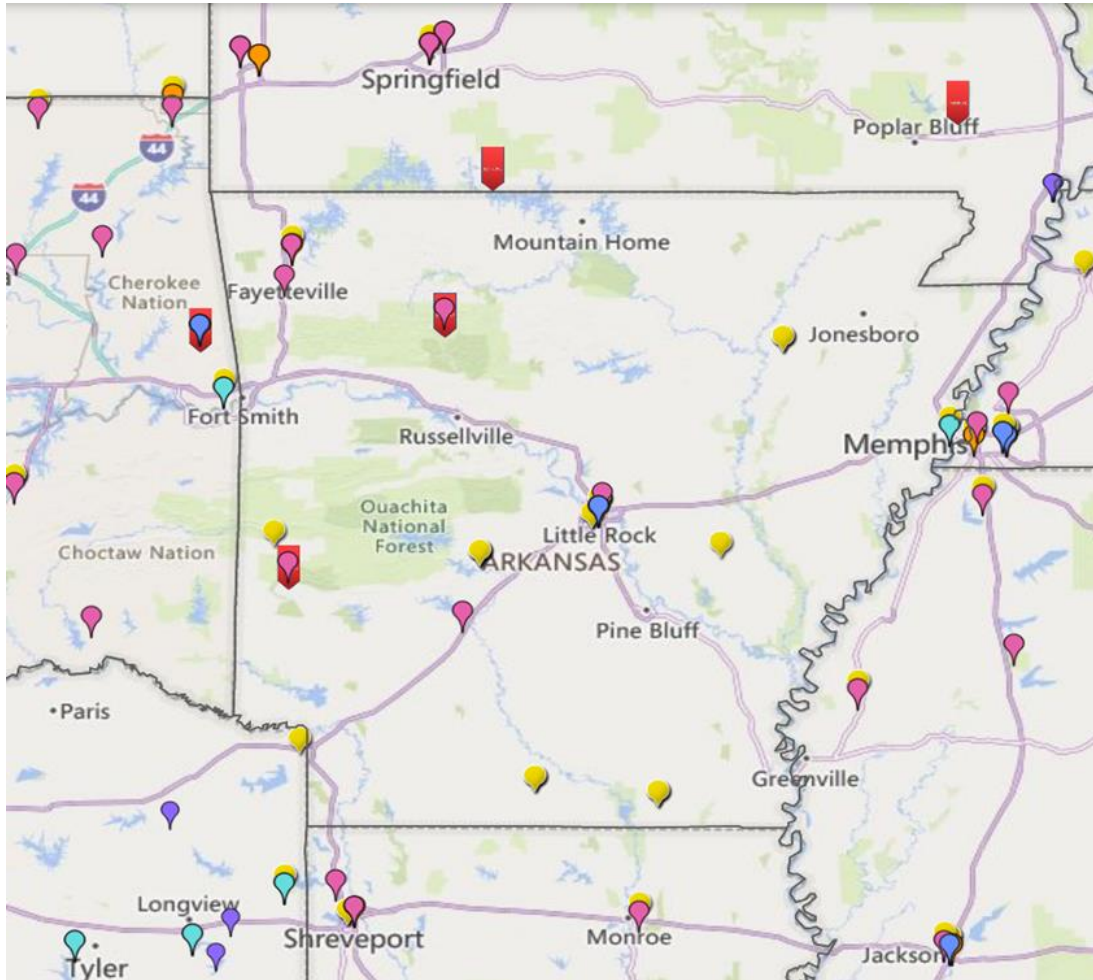 Springfield
Poplar Bluff
44
44
Mountain Home
Cherokee
Nation
Fayetteville
Jonesboro
Fort Smith
Russellville
Memphis
Ouachita
National
Forest
Little Rock
Choctaw Nation
ARKANSAS
Pine Bluff
Paris
Greenville
Longview
Shreveport
Monroe
Jackson
Tyler